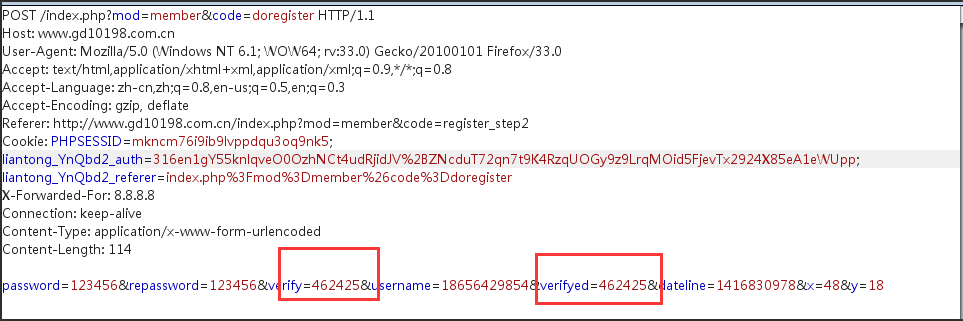 POST /index.php?mod=member&code=doregister HTTP/1.1
Host: www.gd10198.com.cn
User-Agent: Mozilla/5.0 (Windows NT 6.1; WOW64; rv:33.0) Gecko/20100101 Firefox/33.0
Accept: text/html,application/xhtml+xml,application/xml;q=0.9,*/*;q=0.8
Accept-Language: zh-cn,zh;q=0.8,en-us;q=0.5,en;q=0.3
Accept-Encoding: gzip, deflate
Referer: http://www.gd10198.com.cn/index.php?mod=member&code=register_step2
Cookie: PHPSESSID=mkncm76i9ib9lvppdqu3oq9nk5;
liantong_YnQbd2_auth=316en1gY55knIqveO0OzhNCt4udRjidJV%2BZNcduT72qn7t9K4RzqUOGy9z9LrqMOid5FjevTx2924X85eA1eWUpp;
liantong_YnQbd2_referer=index.php%3Fmod%3Dmember%26code%3Ddoregister
X-Forwarded-For: 8.8.8.8
Connection: keep-alive
Content-Type: application/x-www-form-urlencoded
Content-Length: 114
password=123456&repassword=123456&verify=462425&username=18656429854&verifyed=462425&dateline=1416830978&x=48&y=18